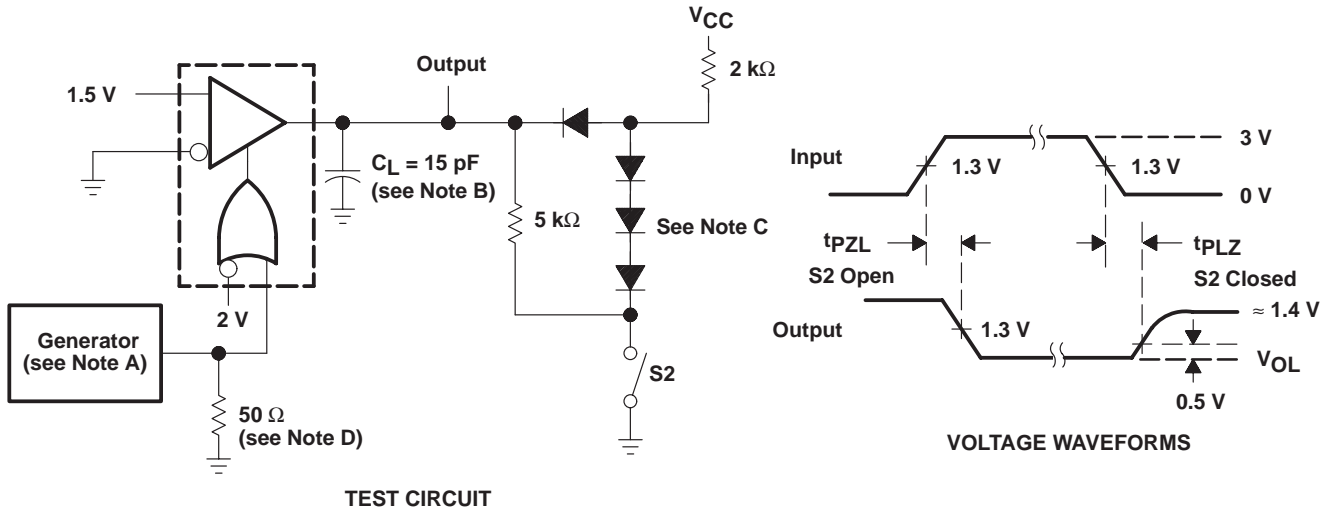 VCC
2 kΩ
Output
1.5 V
CL = 15 pF
(see Note B)
5 kΩ
See Note C
2 V
Generator
(see Note A)
50 Ω
(see Note D)
S2
TEST CIRCUIT
Input
3 V
1.3 V
1.3 V
0 V
tPZL
tPLZ
S2 Open
S2 Closed
≈ 1.4 V
Output
1.3 V
VOL
0.5 V
VOLTAGE WAVEFORMS